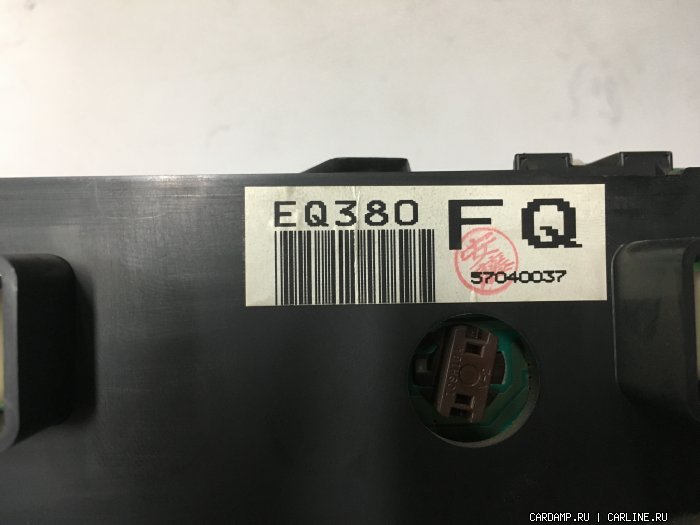 EQ380 FQ
57040037
CARDAMP.RU | CARLINE.RU